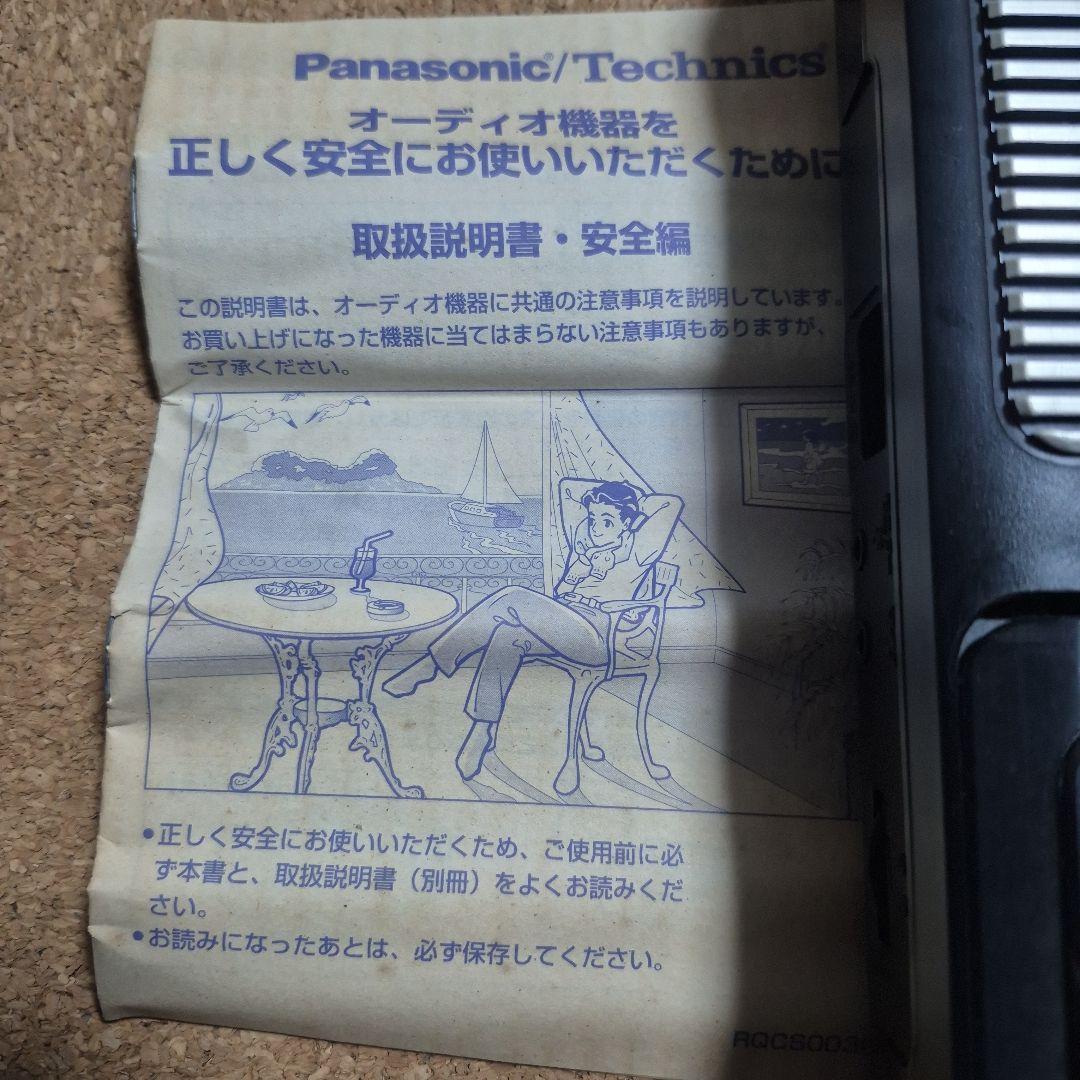 Panasonic/Technics
オーディオ機器を
正しく安全にお使いいただくために
取扱説明書・安全編
この説明書は、オーディオ機器に共通の注意事項を説明しています。
お買い上げになった機器に当てはまらない注意事項もありますが、
ご了承ください。
•正しく安全にお使いいただくため、ご使用前に必
ず本書と、取扱説明書（別冊）をよくお読みくだ
さい。
•お読みになったあとは、必ず保存してください。